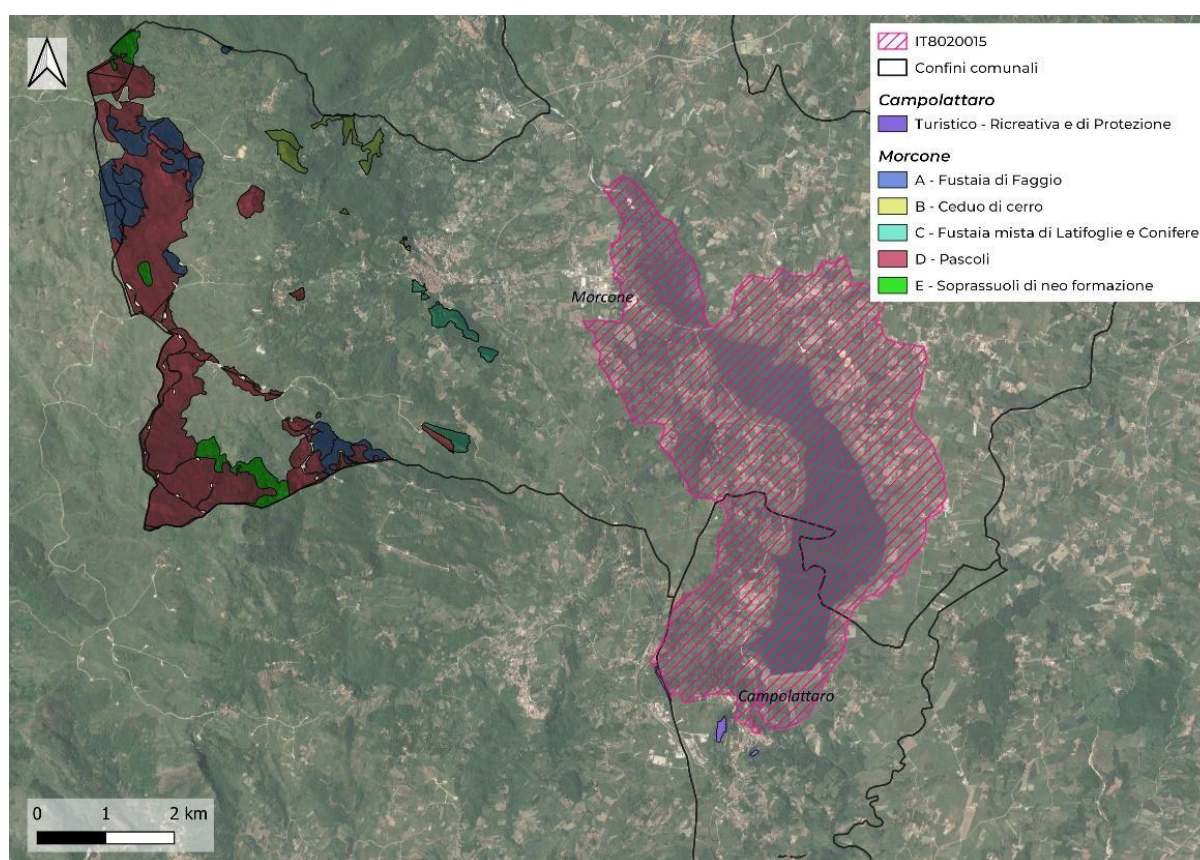 IT8020015
Confini comunali
Campolattaro
Turistico - Ricreativa e di Protezione
Morcone
A - Fustaia di Faggio
B - Ceduo di cerro
C - Fustaia mista di Latifoglie e Conifere
D - Pascoli
E - Soprassuoli di neo formazione
Morcone
Campolattaro
0 1 2 km